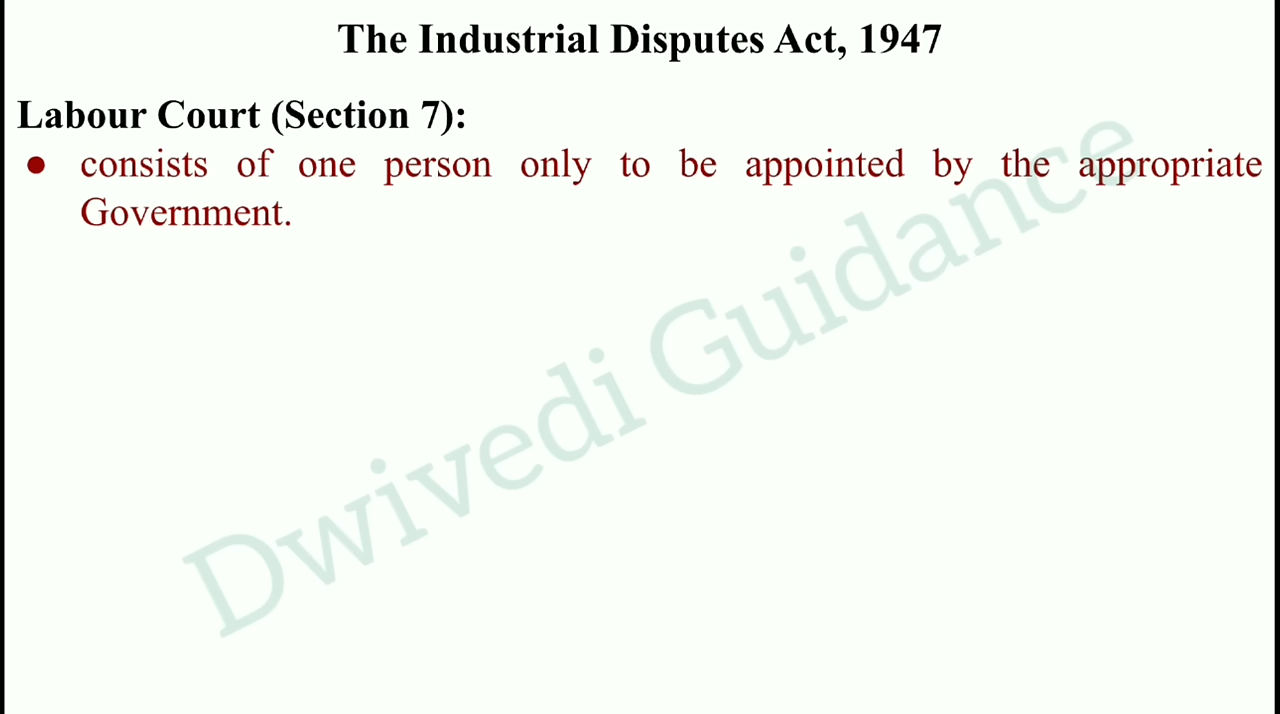 The Industrial Disputes Act, 1947
Labour Court (Section 7):
● consists of one person only to be appointed by the appropriate
Government.
Dwivedi Guidance